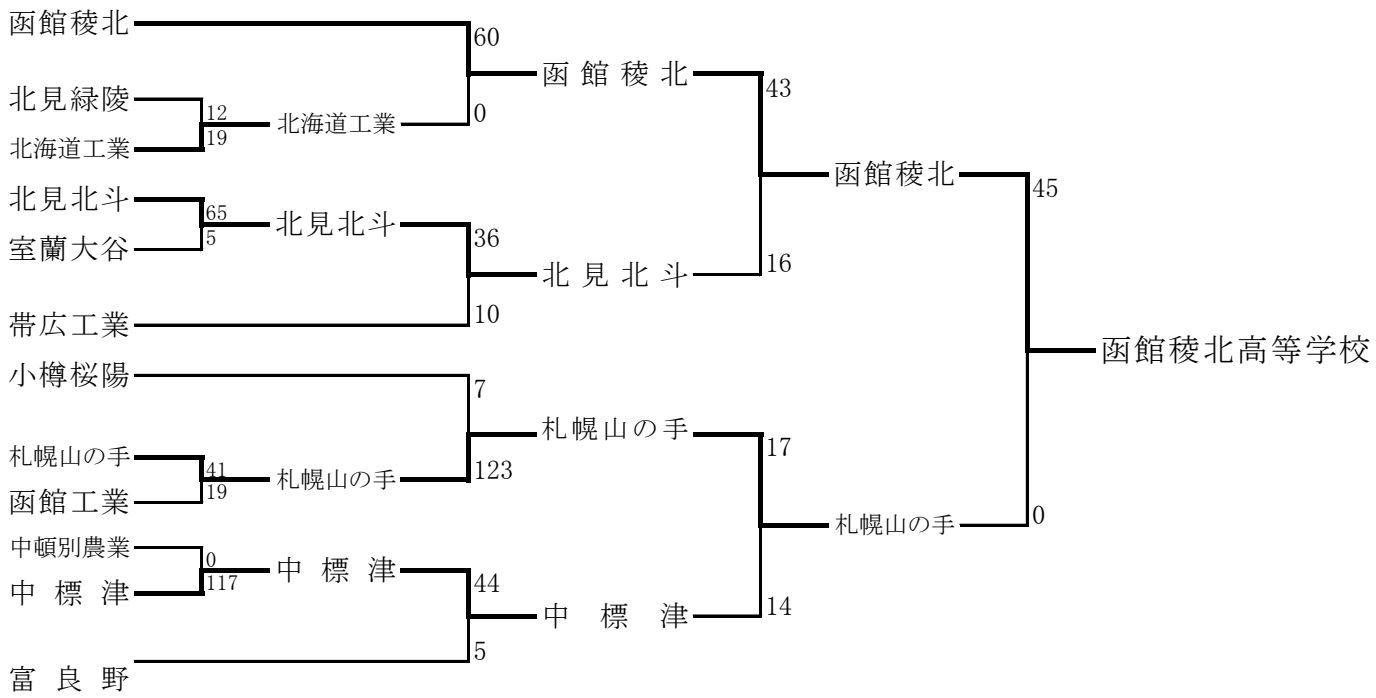 函館稜北
60
函館稜北
43
北見緑陵
12
北海道工業
0
19
北海道工業
函館稜北
45
北見北斗
65
北見北斗
36
5
室蘭大谷
北見北斗
16
10
帯広工業
函館稜北高等学校
小樽桜陽
7
札幌山の手
17
札幌山の手
41
札幌山の手
123
19
函館工業
札幌山の手
0
中頓別農業
0
中標津
44
117
中標津
中標津
14
5
富良野